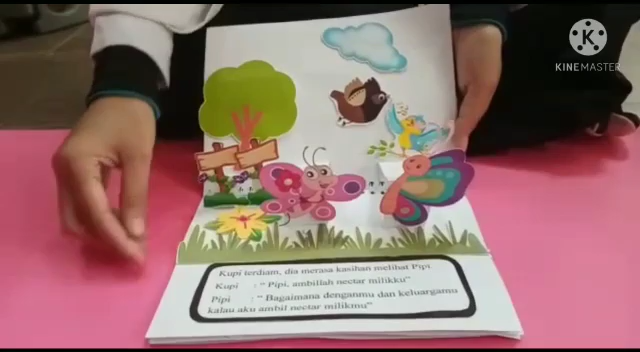 K
KINEMASTER
Kupi terdiam, dia merasa kasihan melihat Pipi.
Kupi : “ Pipi, ambillah nectar milikku”
Pipi : “ Bagaimana denganmu dan keluargamu
kalau aku ambil nectar milikmu”